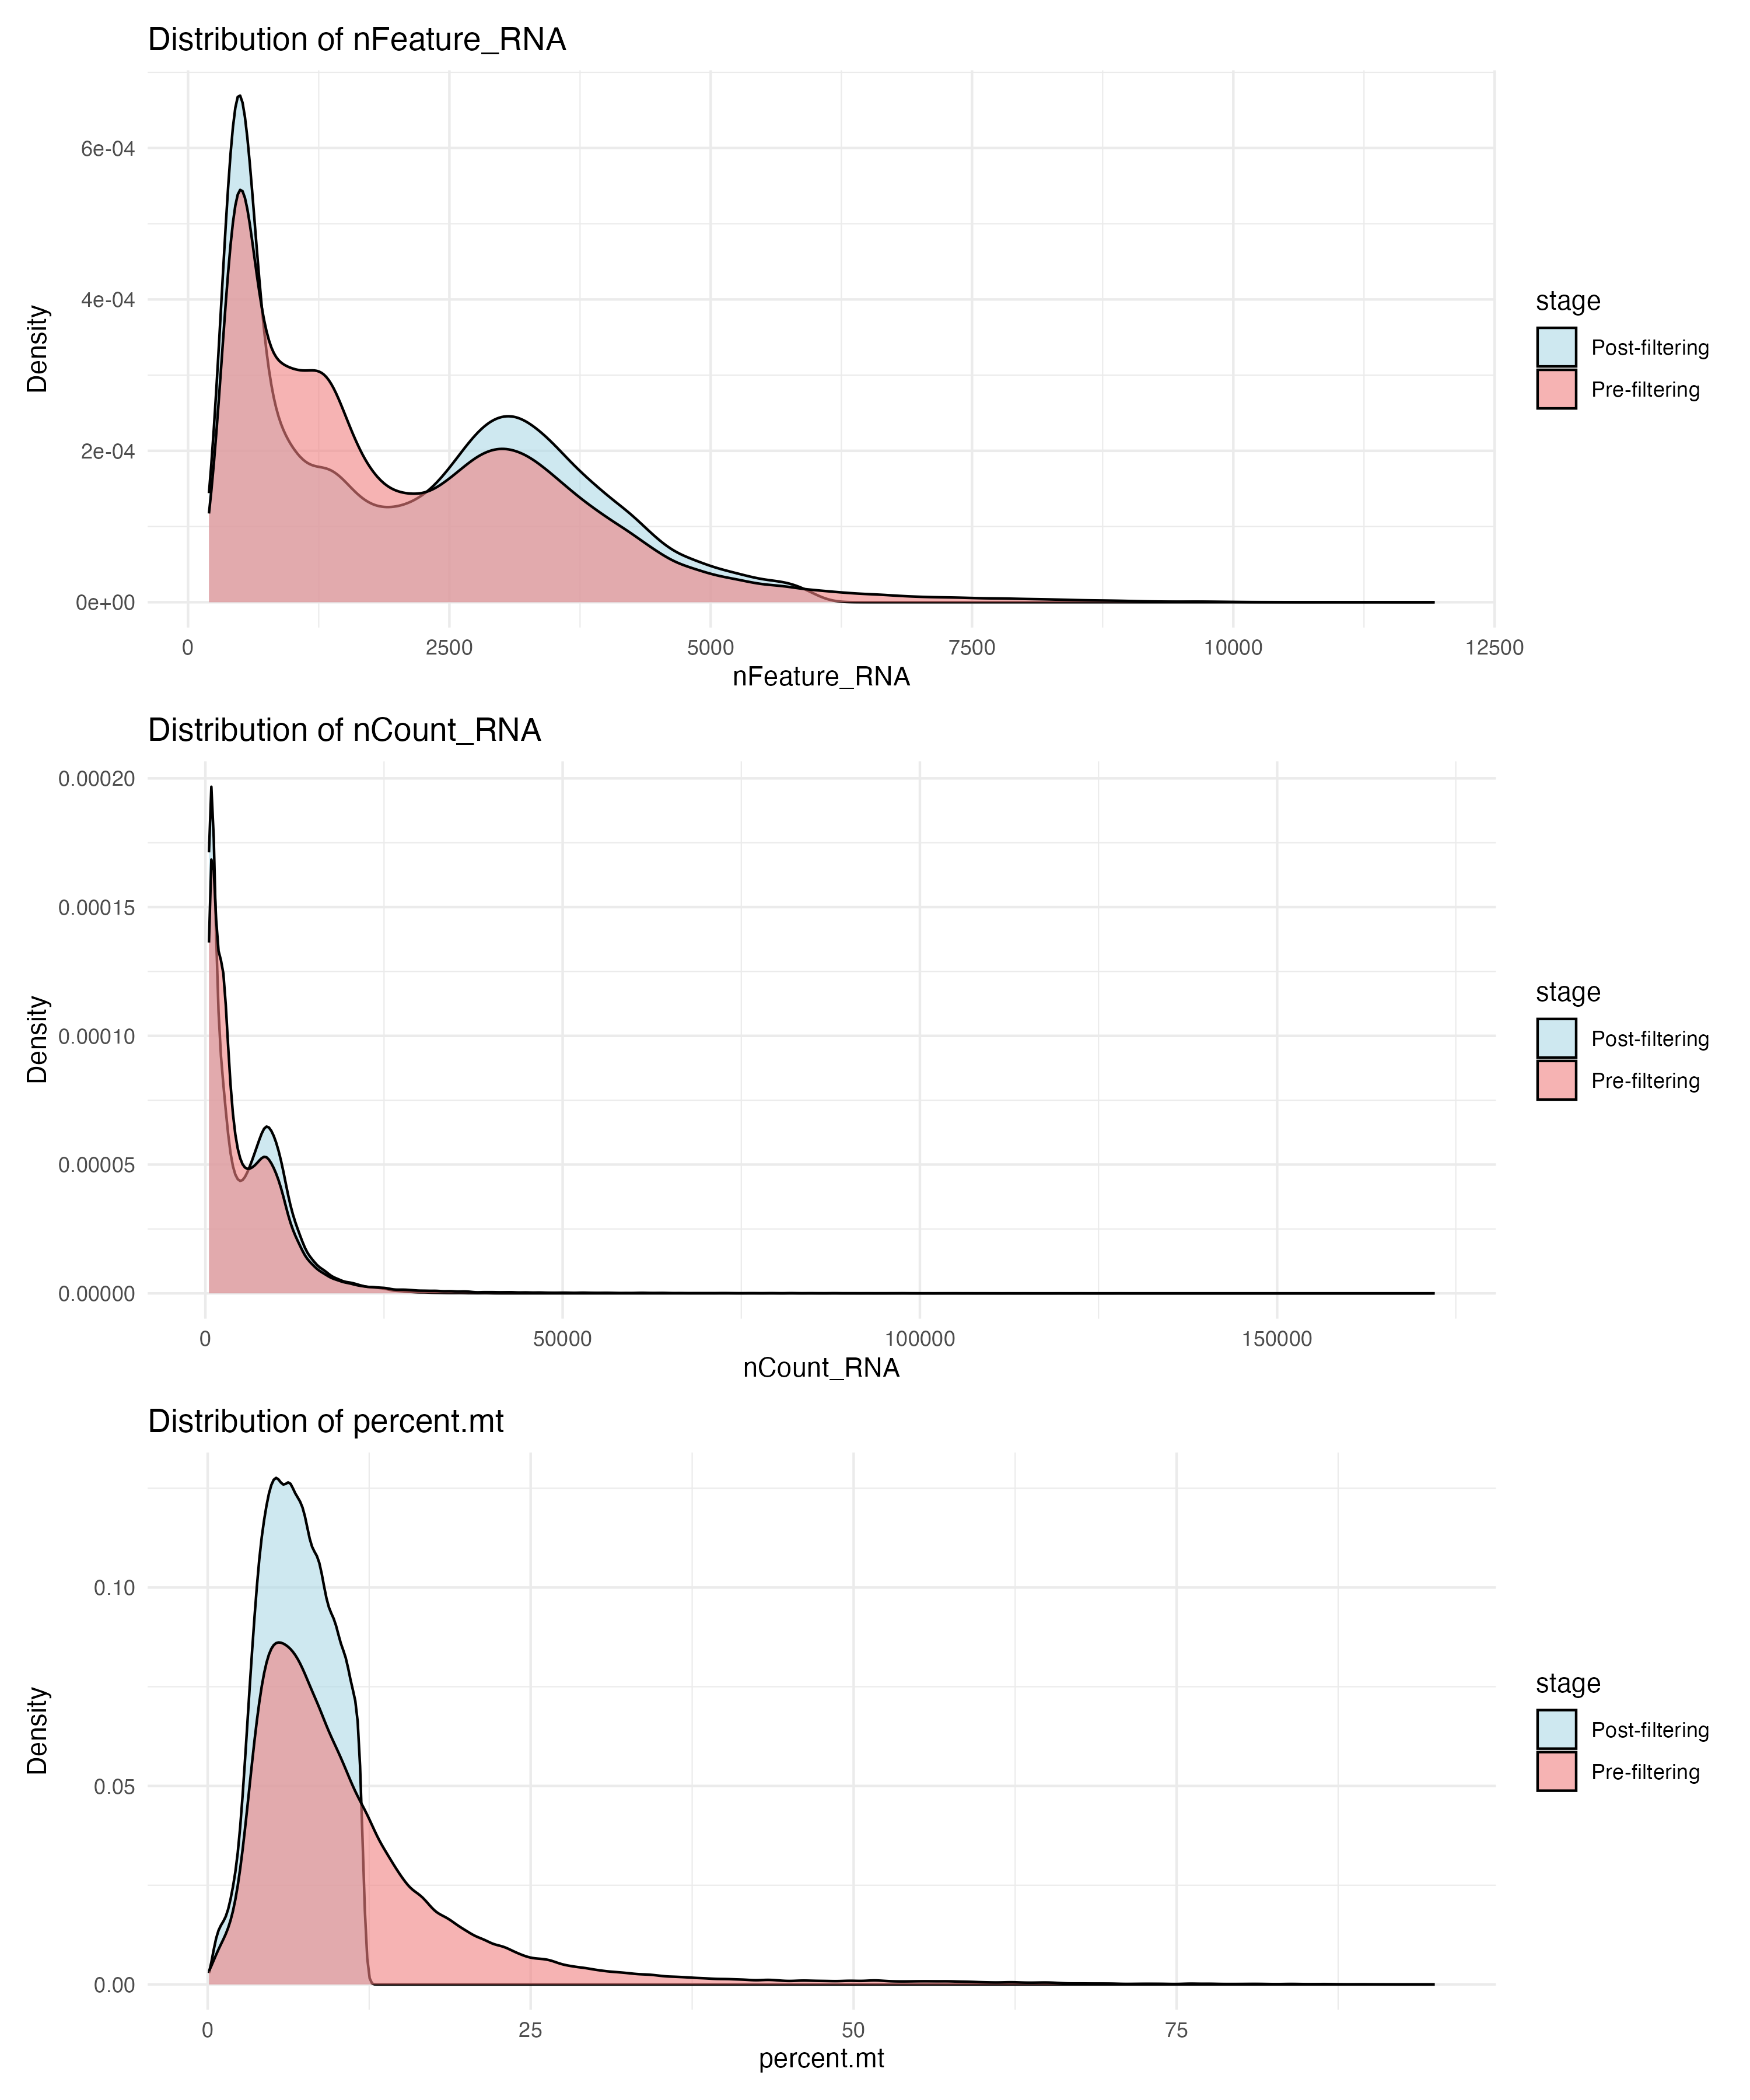 Distribution of nFeature_RNA
6e-04
4e-04
2e-04
0e+00
Density
0 2500 5000 7500 10000 12500
nFeature_RNA
stage
Post-filtering
Pre-filtering
Distribution of nCount_RNA
0.00020
0.00015
0.00010
0.00005
0.00000
Density
0 50000 100000 150000
nCount_RNA
stage
Post-filtering
Pre-filtering
Distribution of percent.mt
0.10
0.05
0.00
Density
0 25 50 75
percent.mt
stage
Post-filtering
Pre-filtering